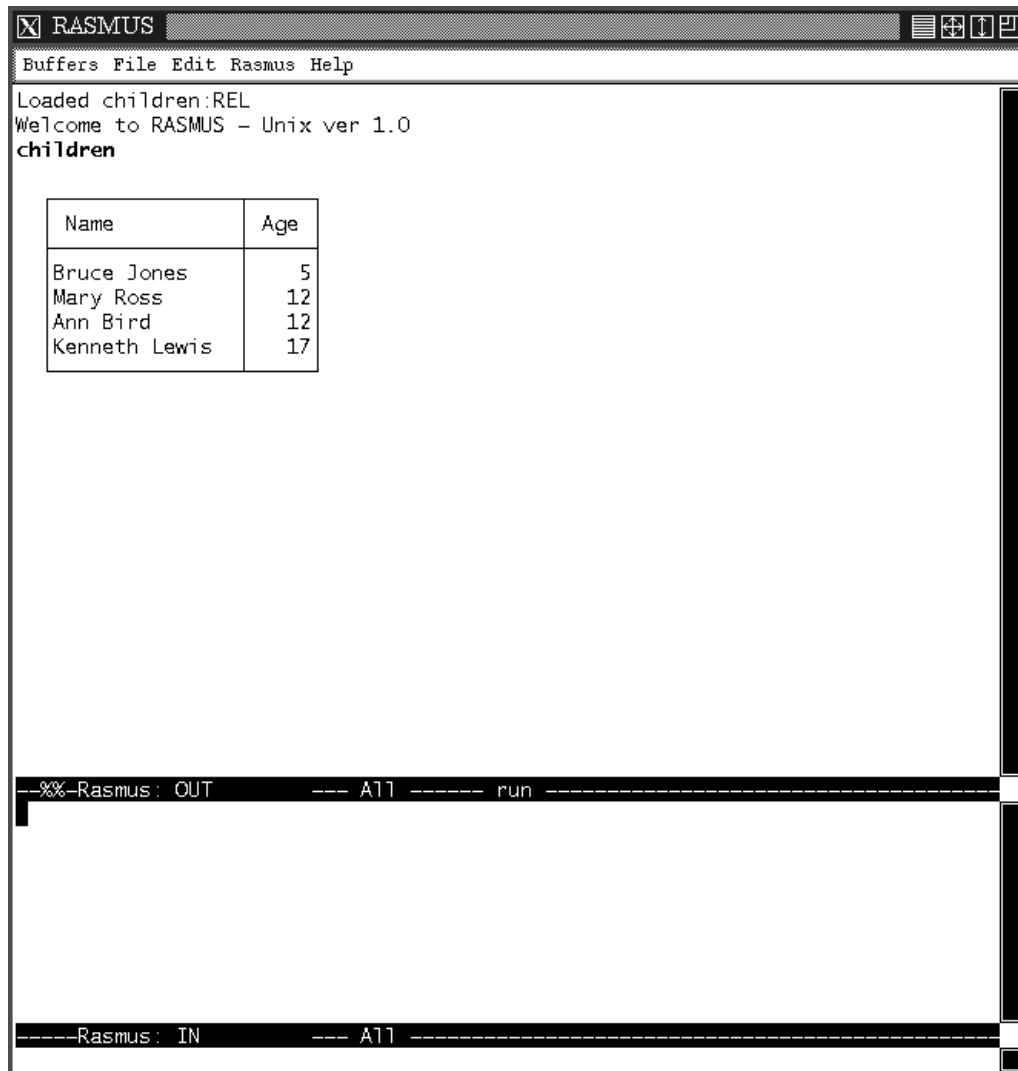 X RASMUS
Buffers File Edit Rasmus Help
Loaded children:REL
Welcome to RASMUS – Unix ver 1.0
children
Name Age
Bruce Jones 5
Mary Ross 12
Ann Bird 12
Kenneth Lewis 17
--%%-Rasmus: OUT --- All ------ run -------------------------------------
-----Rasmus: IN --- All ------------------------------------------------